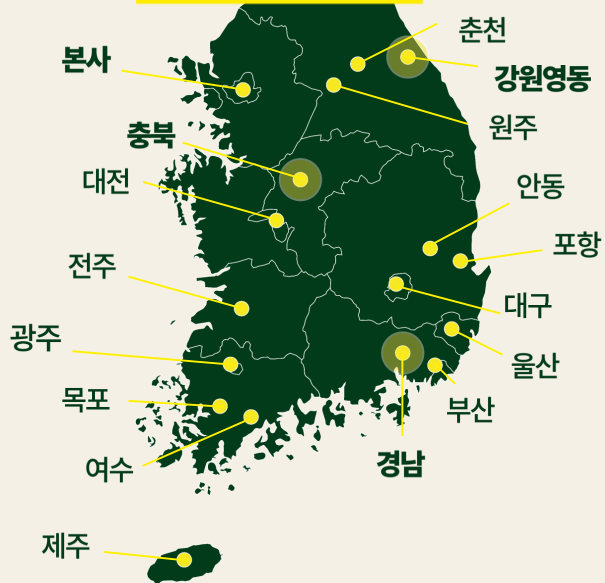 춘천
본사
강원영동
충북
원주
대전
안동
포항
전주
대구
광주
울산
목포
부산
경남
여수
제주